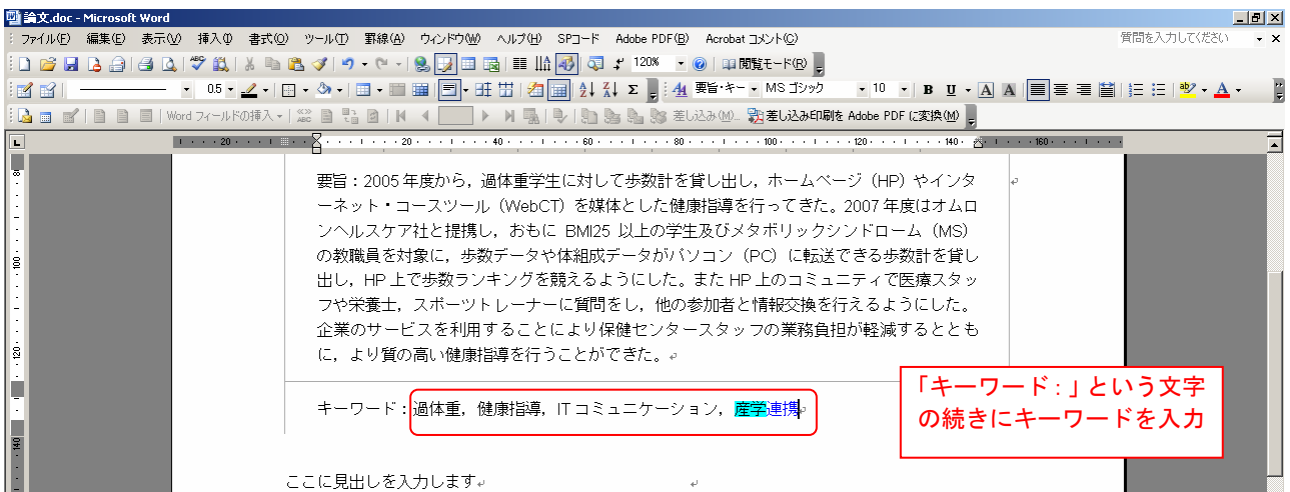 論文.doc - Microsoft Word
ファイル(F) 編集(E) 表示(V) 挿入(I) 書式(O) ツール(T) 罫線(A) ウィンドウ(W) ヘルプ(H) SPコード Adobe PDF(B) Acrobat コメント(C) 質問を入力してください
120% 閲覧モード(R)
0.5 要旨・キー MS ゴシック 10 B U A A
Word フィールドの挿入 差し込み(M)... 差し込み印刷を Adobe PDF に変換(M)
20 20 40 60 80 100 120 140 160
要旨：2005 年度から，過体重学生に対して歩数計を貸し出し，ホームページ（HP）やインタ
ーネット・コースツール（WebCT）を媒体とした健康指導を行ってきた。2007 年度はオムロ
ンヘルスケア社と提携し，おもに BMI25 以上の学生及びメタボリックシンドローム（MS）
の教職員を対象に，歩数データや体組成データがパソコン（PC）に転送できる歩数計を貸し
出し，HP 上で歩数ランキングを競えるようにした。また HP 上のコミュニティで医療スタッ
フや栄養士，スポーツトレーナーに質問をし，他の参加者と情報交換を行えるようにした。
企業のサービスを利用することにより保健センタースタッフの業務負担が軽減するととも
に，より質の高い健康指導を行うことができた。
キーワード：過体重，健康指導，IT コミュニケーション，産学連携
「キーワード：」という文字
の続きにキーワードを入力
ここに見出しを入力します